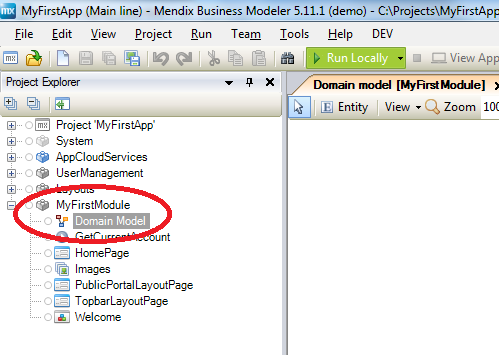 mx MyFirstApp (Main line) - Mendix Business Modeler 5.11.1 (demo) - C:\Projects\MyFirstApp
File Edit View Project Run Team Tools Help DEV
Run Locally View App
Project Explorer
Domain model [MyFirstModule]
Entity View Zoom 100
mx Project 'MyFirstApp'
System
AppCloudServices
UserManagement
Layouts
MyFirstModule
Domain Model
GetCurrentAccount
HomePage
Images
PublicPortalLayoutPage
TopbarLayoutPage
Welcome